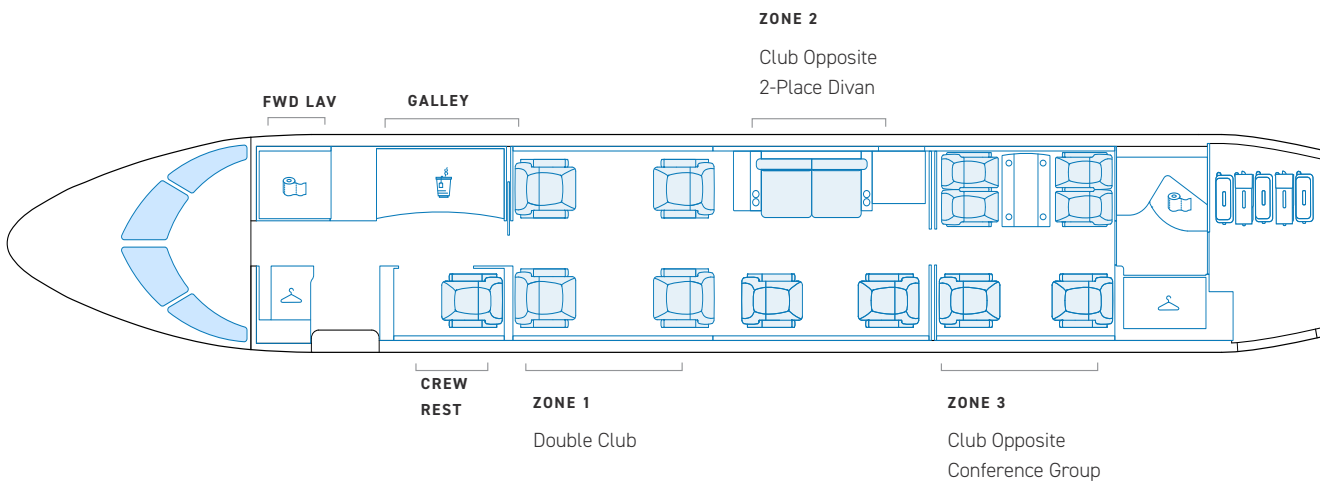 ZONE 2
Club Opposite
2-Place Divan
FWD LAV
GALLEY
CREW
REST
ZONE 1
Double Club
ZONE 3
Club Opposite
Conference Group